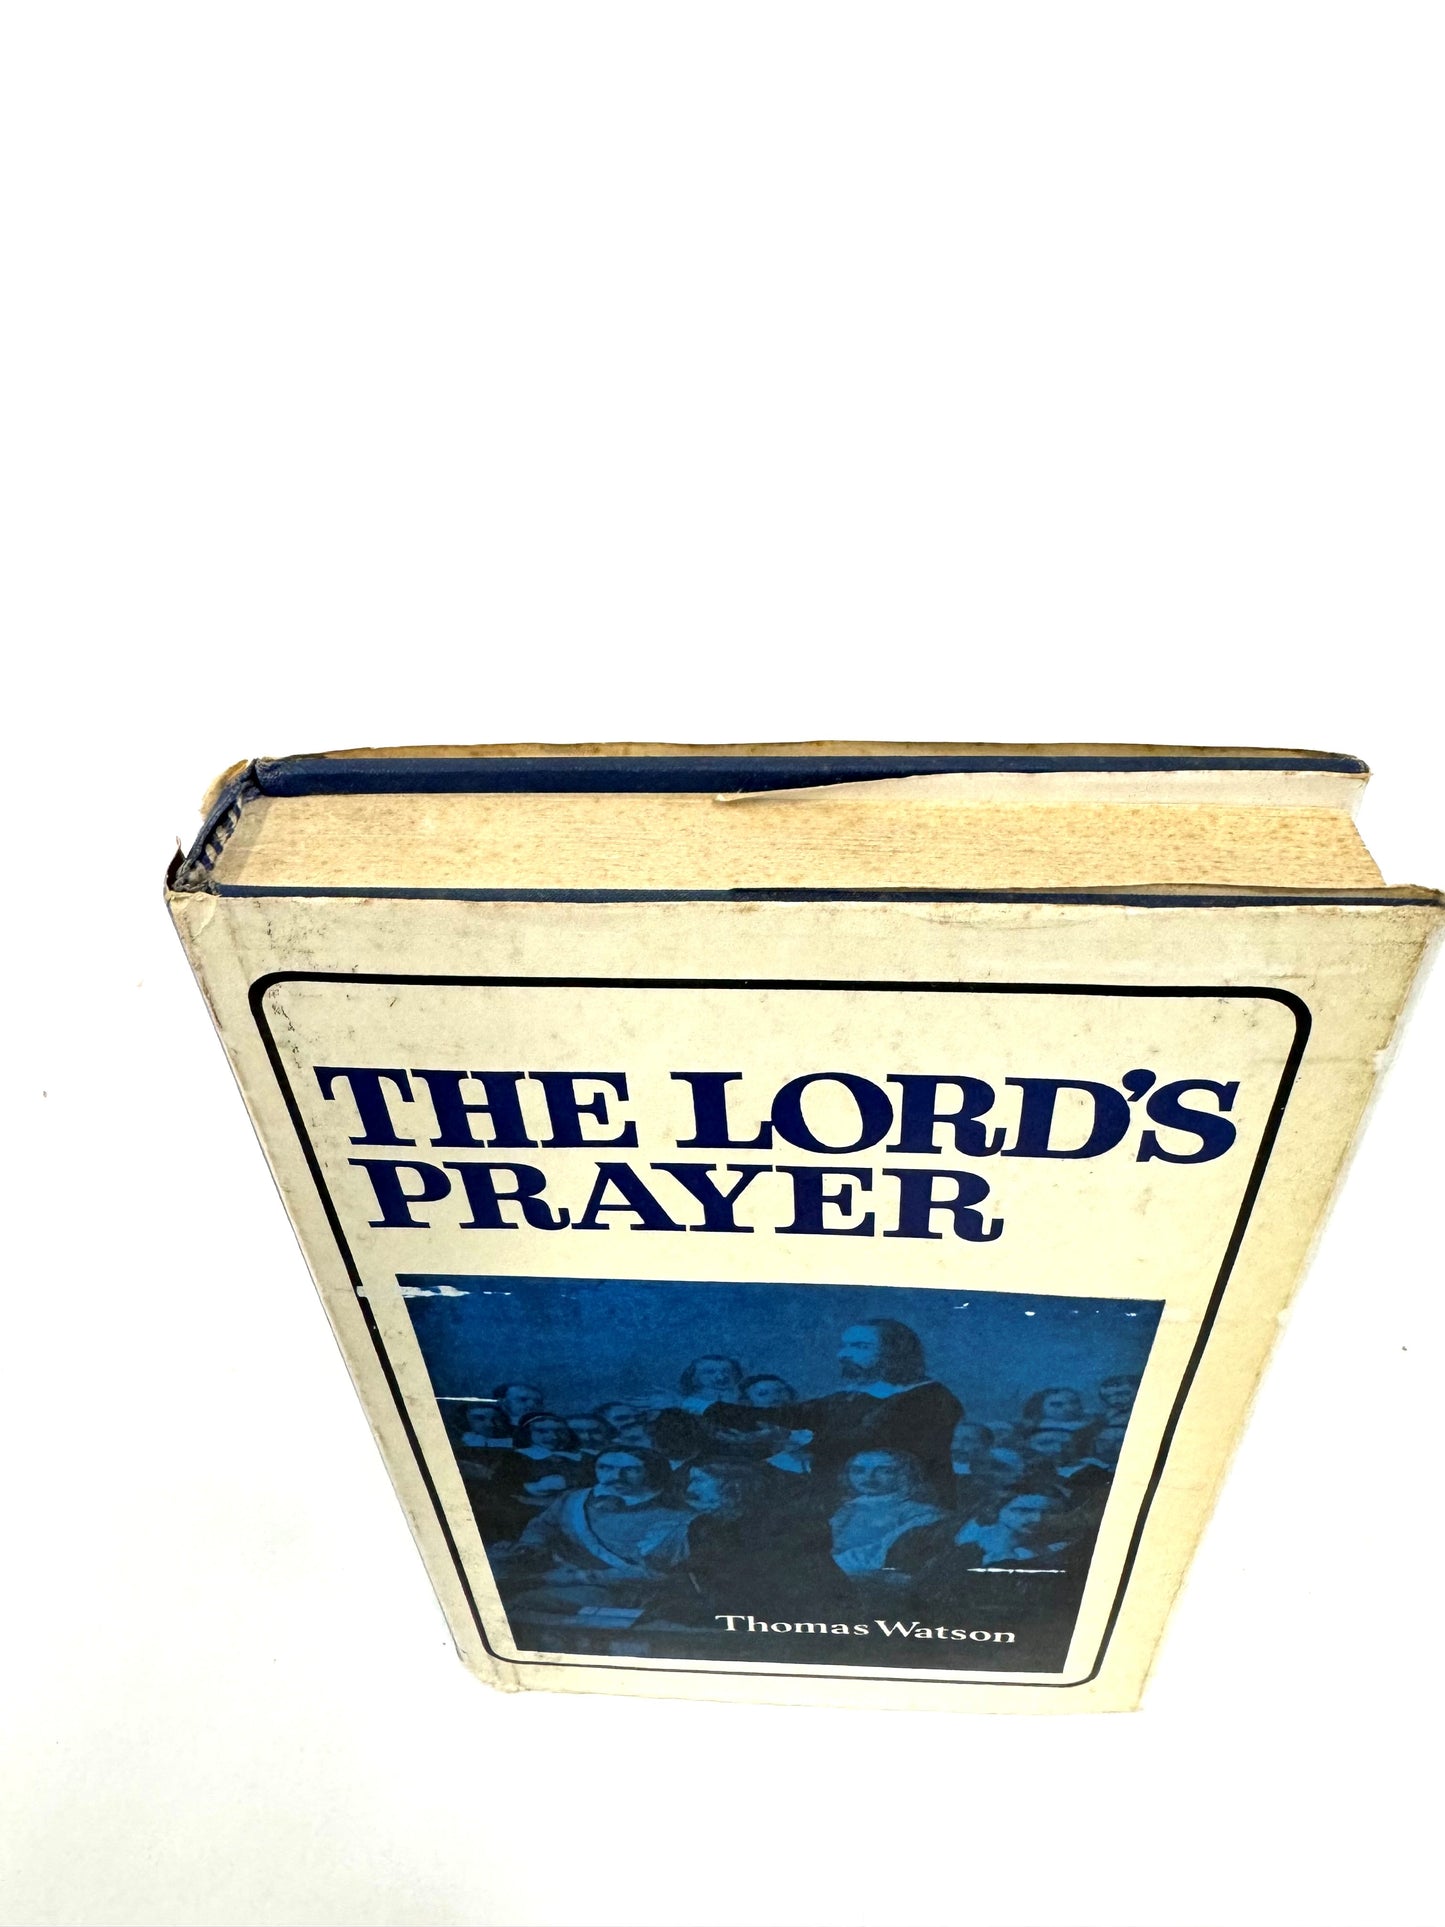 THE LORD'S
PRAYER
Thomas Watson